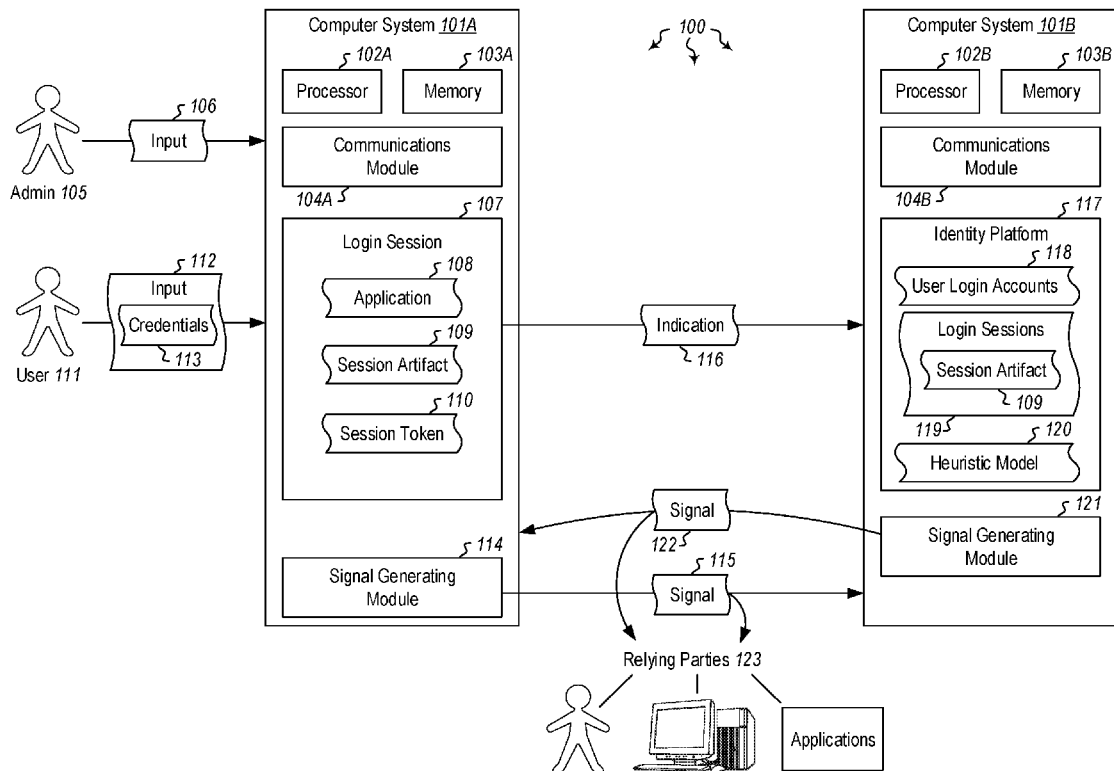 Computer System 101A
100
Computer System 101B
102A
103A
102B
103B
Processor
Memory
Processor
Memory
106
Input
Admin 105
Communications
Module
Communications
Module
104A
107
104B
117
Login Session
Identity Platform
112
108
118
Input
Application
User Login Accounts
Credentials
113
Indication
116
Login Sessions
User 111
109
Session Artifact
Session Artifact
109
110
Session Token
119
120
Heuristic Model
Signal
122
121
Signal Generating
Module
114
115
Signal Generating
Module
Signal
Relying Parties 123
Applications